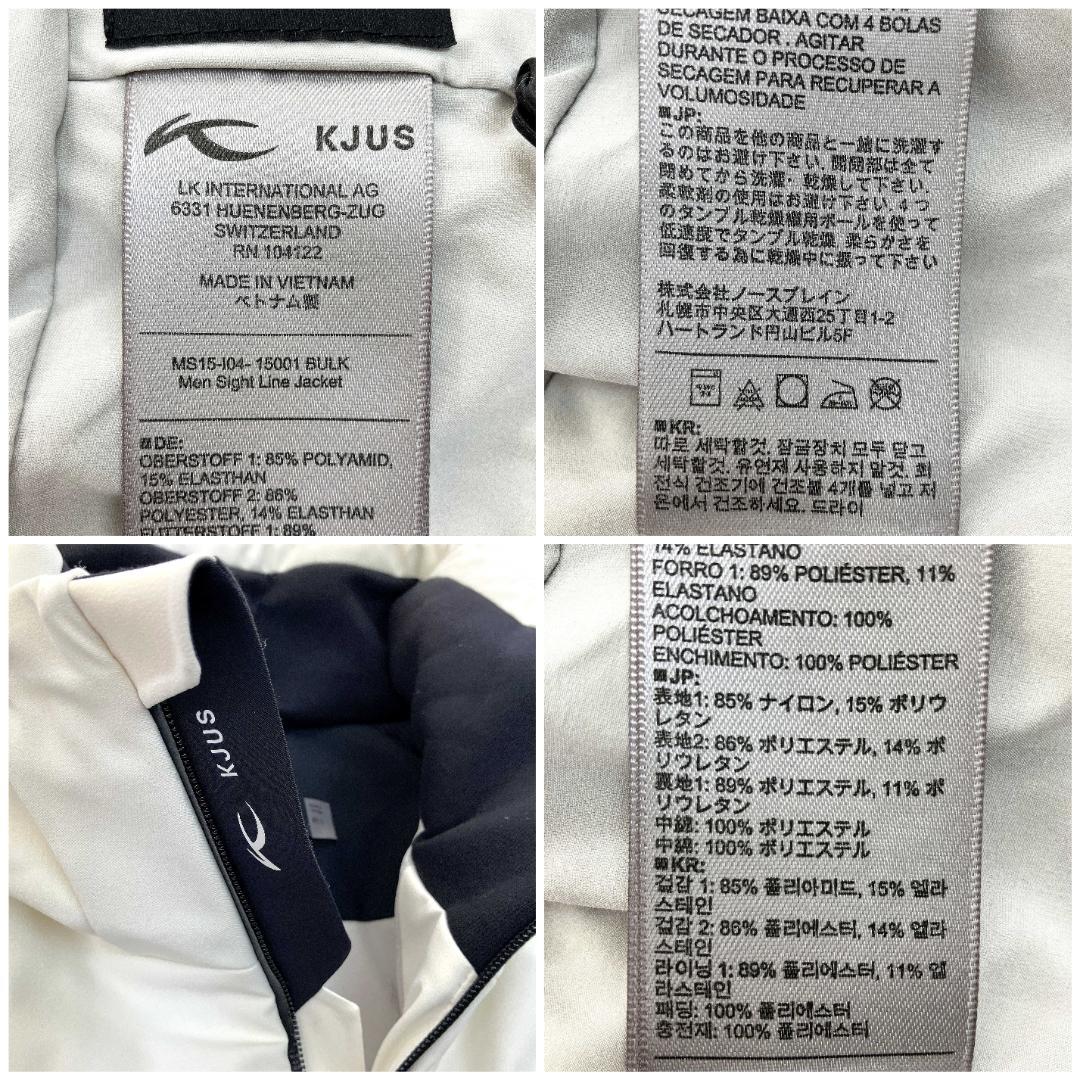 KJUS
LK INTERNATIONAL AG
6331 HUENENBERG-ZUG
SWITZERLAND
RN 104122
MADE IN VIETNAM
ベトナム製
MS15-I04- 15001 BULK
Men Sight Line Jacket
DE:
OBERSTOFF 1: 85% POLYAMID,
15% ELASTHAN
OBERSTOFF 2: 86%
POLYESTER, 14% ELASTHAN
FUTTERSTOFF 1: 89%
SECAGEM BAIXA COM 4 BOLAS
DE SECADOR . AGITAR
DURANTE O PROCESSO DE
SECAGEM PARA RECUPERAR A
VOLUMOSIDADE
JP:
この商品を他の商品と一緒に洗濯す
るのはお避け下さい. 開閉部は全て
閉めてから洗濯・乾燥して下さい.
柔軟剤の使用はお避け下さい. 4 つ
のタンブル乾燥機用ボールを使って
低速度でタンブル乾燥. 柔らかさを
回復する為に乾燥中に振って下さい
株式会社ノースブレイン
札幌市中央区大通西25丁目1-2
ハートランド円山ビル5F
KR:
따로 세탁할것. 잠금장치 모두 닫고
세탁할것. 유연제 사용하지 말것. 회
전식 건조기에 건조볼 4개를 넣고 저
온에서 건조하세요. 드라이
KJUS
14% ELASTANO
FORRO 1: 89% POLIÉSTER, 11%
ELASTANO
ACOLCHOAMENTO: 100%
POLIÉSTER
ENCHIMENTO: 100% POLIÉSTER
JP:
表地1: 85% ナイロン, 15% ポリウ
レタン
表地2: 86% ポリエステル, 14% ポ
リウレタン
裏地1: 89% ポリエステル, 11% ポ
リウレタン
中綿: 100% ポリエステル
中綿: 100% ポリエステル
KR:
겉감 1: 85% 폴리아미드, 15% 엘라
스테인
겉감 2: 86% 폴리에스터, 14% 엘라
스테인
라이닝 1: 89% 폴리에스터, 11% 엘
라스테인
패딩: 100% 폴리에스터
충전재: 100% 폴리에스터